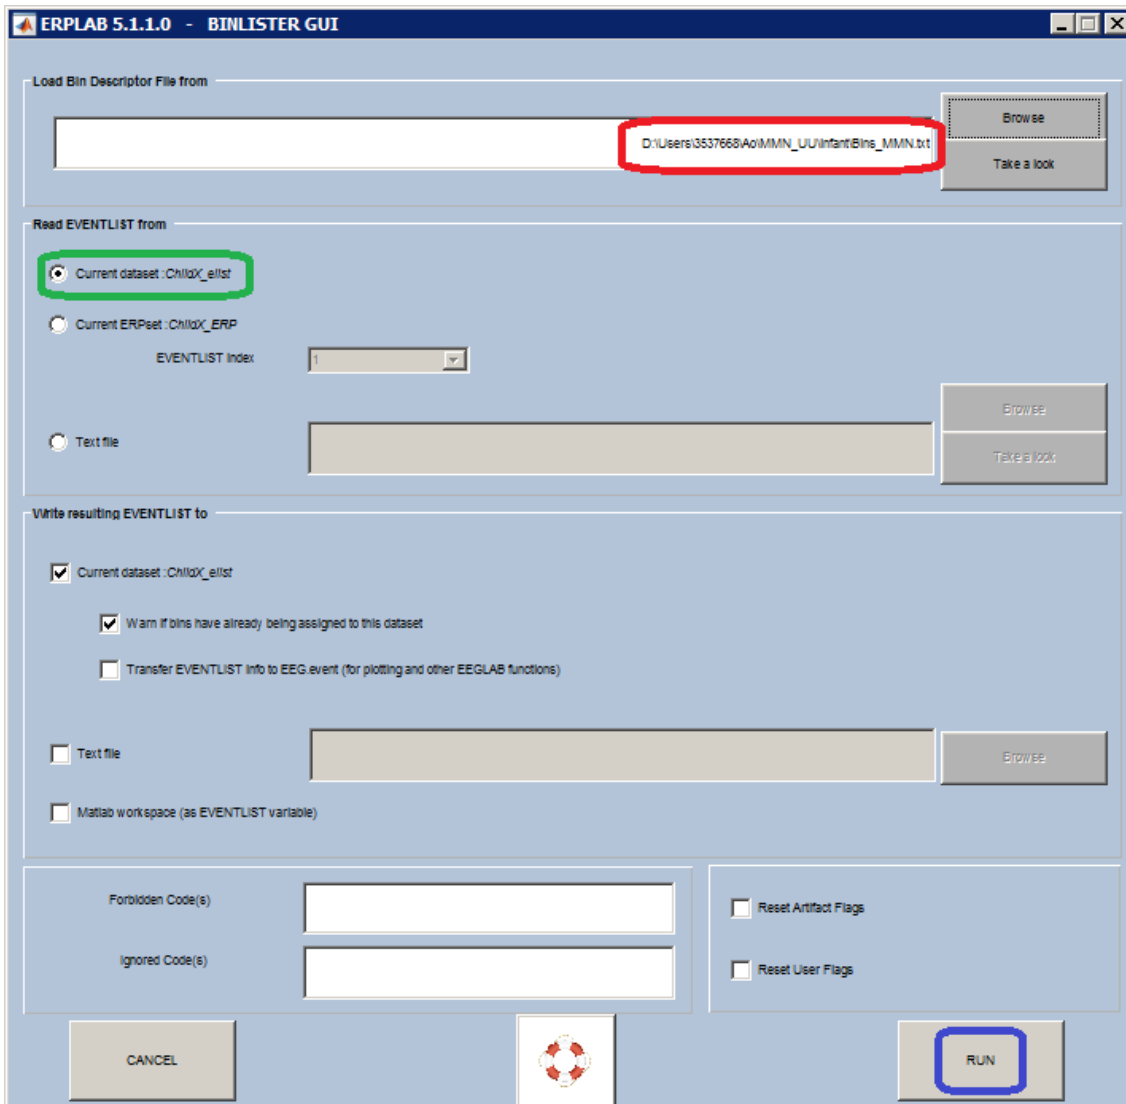 ERPLAB 5.1.1.0 - BINLISTER GUI
Load Bin Descriptor File from
Browse
D:\Users\3537668\Ao\MMN_UU\Infant\Bins_MMN.txt
Take a look
Read EVENTLIST from
Current dataset :ChildX_elist
Current ERPset :ChildX_ERP
EVENTLIST Index
1
Browse
Text file
Take a look
Write resulting EVENTLIST to
Current dataset :ChildX_elist
Warn if bins have already being assigned to this dataset
Transfer EVENTLIST info to EEG.event (for plotting and other EEGLAB functions)
Text file
Browse
Matlab workspace (as EVENTLIST variable)
Forbidden Code(s)
Reset Artifact Flags
Ignored Code(s)
Reset User Flags
CANCEL
RUN